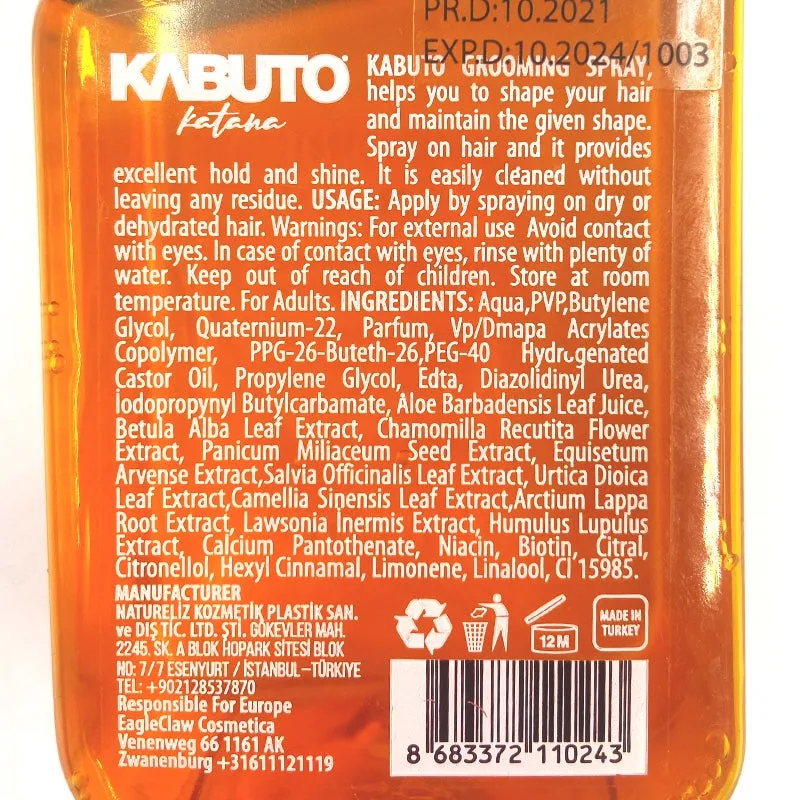 PR.D:10.2021
EXP.D:10.2024/1003
KABUTO
katana
KABUTO GROOMING SPRAY,
helps you to shape your hair
and maintain the given shape.
Spray on hair and it provides
excellent hold and shine. It is easily cleaned without
leaving any residue. USAGE: Apply by spraying on dry or
dehydrated hair. Warnings: For external use Avoid contact
with eyes. In case of contact with eyes, rinse with plenty of
water. Keep out of reach of children. Store at room
temperature. For Adults. INGREDIENTS: Aqua,PVP,Butylene
Glycol, Quaternium-22, Parfum, Vp/Dmapa Acrylates
Copolymer, PPG-26-Buteth-26,PEG-40 Hydrogenated
Castor Oil, Propylene Glycol, Edta, Diazolidinyl Urea,
Iodopropynyl Butylcarbamate, Aloe Barbadensis Leaf Juice,
Betula Alba Leaf Extract, Chamomilla Recutita Flower
Extract, Panicum Miliaceum Seed Extract, Equisetum
Arvense Extract,Salvia Officinalis Leaf Extract, Urtica Dioica
Leaf Extract,Camellia Sinensis Leaf Extract,Arctium Lappa
Root Extract, Lawsonia İnermis Extract, Humulus Lupulus
Extract, Calcium Pantothenate, Niacin, Biotin, Citral,
Citronellol, Hexyl Cinnamal, Limonene, Linalool, CI 15985.
MANUFACTURER
NATURELİZ KOZMETİK PLASTİK SAN.
ve DIŞ TİC. LTD. ŞTİ. GÖKEVLER MAH.
2245. SK. A BLOK HOPARK SİTESİ BLOK
NO: 7/7 ESENYURT / İSTANBUL –TÜRKIYE
TEL: +902128537870
Responsible For Europe
EagleClaw Cosmetica
Venenweg 66 1161 AK
Zwanenburg +31611121119
12M
MADE IN
TURKEY
8 683372 110243